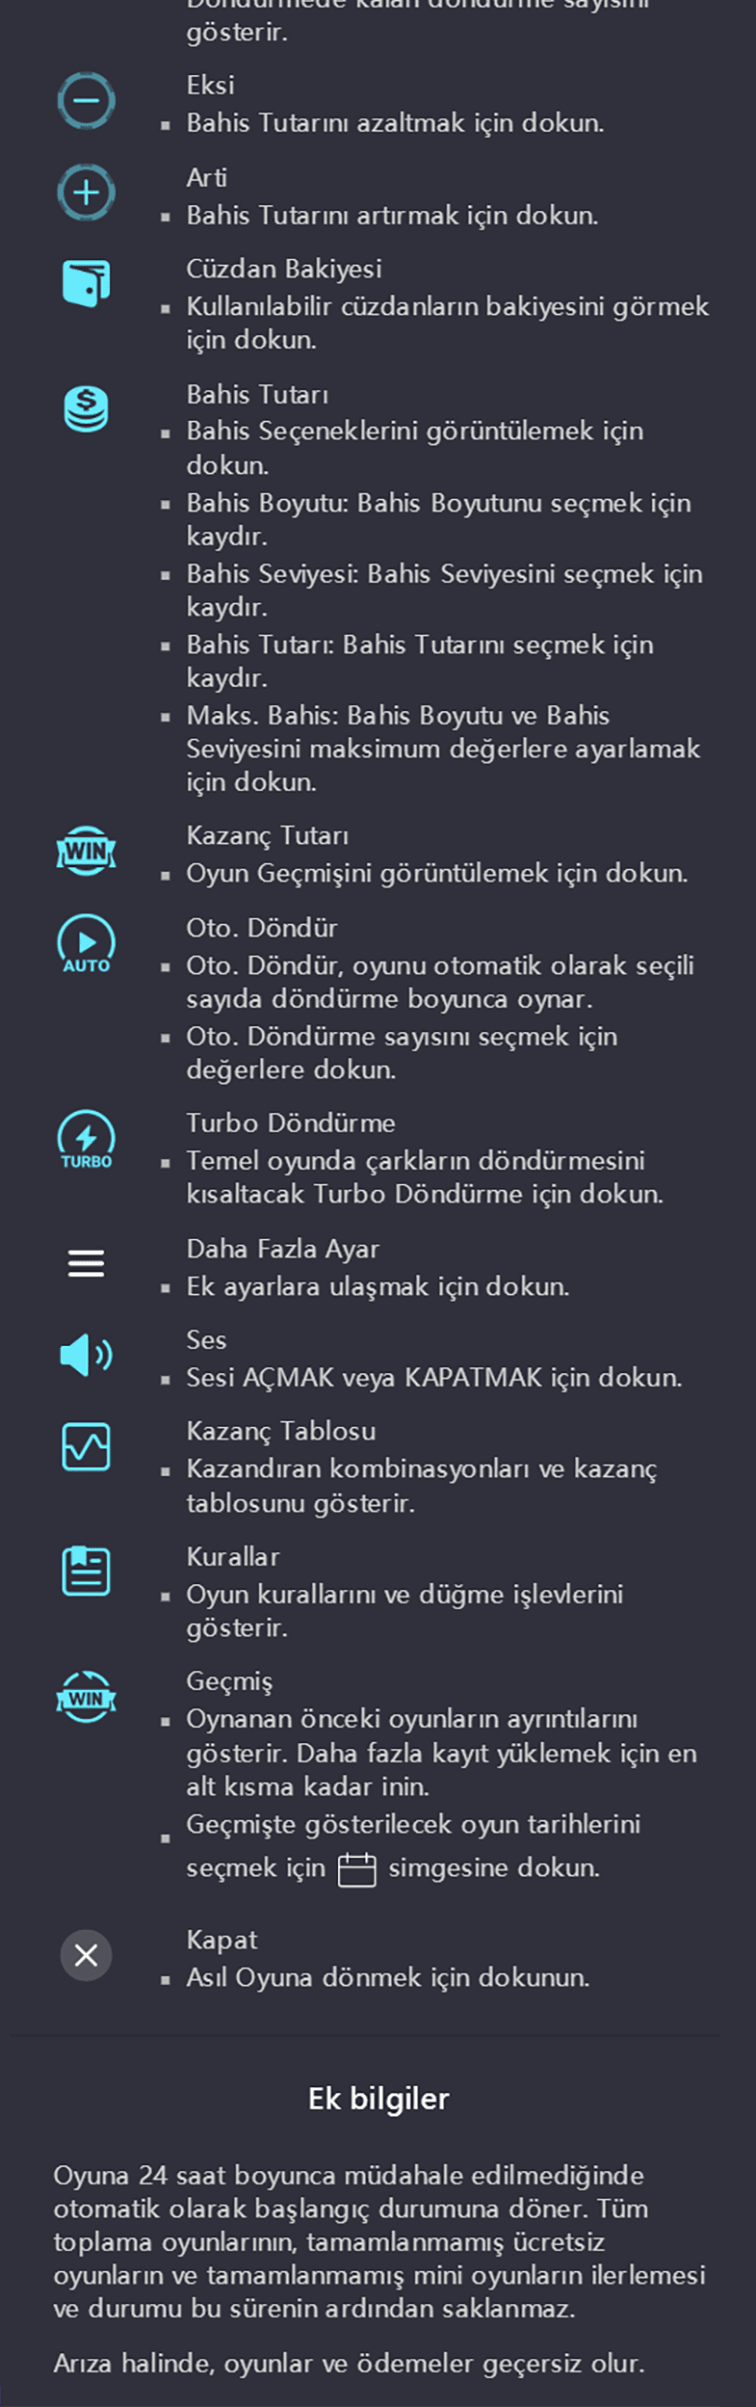 Döndürmede kalan döndürme sayısını
gösterir.
Eksi
▪ Bahis Tutarını azaltmak için dokun.
Arti
▪ Bahis Tutarını artırmak için dokun.
Cüzdan Bakiyesi
▪ Kullanılabilir cüzdanların bakiyesini görmek
için dokun.
Bahis Tutarı
▪ Bahis Seçeneklerini görüntülemek için
dokun.
▪ Bahis Boyutu: Bahis Boyutunu seçmek için
kaydır.
▪ Bahis Seviyesi: Bahis Seviyesini seçmek için
kaydır.
▪ Bahis Tutarı: Bahis Tutarını seçmek için
kaydır.
▪ Maks. Bahis: Bahis Boyutu ve Bahis
Seviyesini maksimum değerlere ayarlamak
için dokun.
WIN
Kazanç Tutarı
▪ Oyun Geçmişini görüntülemek için dokun.
AUTO
Oto. Döndür
▪ Oto. Döndür, oyunu otomatik olarak seçili
sayıda döndürme boyunca oynar.
▪ Oto. Döndürme sayısını seçmek için
değerlere dokun.
TURBO
Turbo Döndürme
▪ Temel oyunda çarkların döndürmesini
kısaltacak Turbo Döndürme için dokun.
Daha Fazla Ayar
▪ Ek ayarlara ulaşmak için dokun.
Ses
▪ Sesi AÇMAK veya KAPATMAK için dokun.
Kazanç Tablosu
▪ Kazandıran kombinasyonları ve kazanç
tablosunu gösterir.
Kurallar
▪ Oyun kurallarını ve düğme işlevlerini
gösterir.
WIN
Geçmiş
▪ Oynanan önceki oyunların ayrıntılarını
gösterir. Daha fazla kayıt yüklemek için en
alt kısma kadar inin.
▪ Geçmişte gösterilecek oyun tarihlerini
seçmek için simgesine dokun.
Kapat
▪ Asıl Oyuna dönmek için dokunun.
Ek bilgiler
Oyuna 24 saat boyunca müdahale edilmediğinde
otomatik olarak başlangıç durumuna döner. Tüm
toplama oyunlarının, tamamlanmamış ücretsiz
oyunların ve tamamlanmamış mini oyunların ilerlemesi
ve durumu bu sürenin ardından saklanmaz.
Arıza halinde, oyunlar ve ödemeler geçersiz olur.